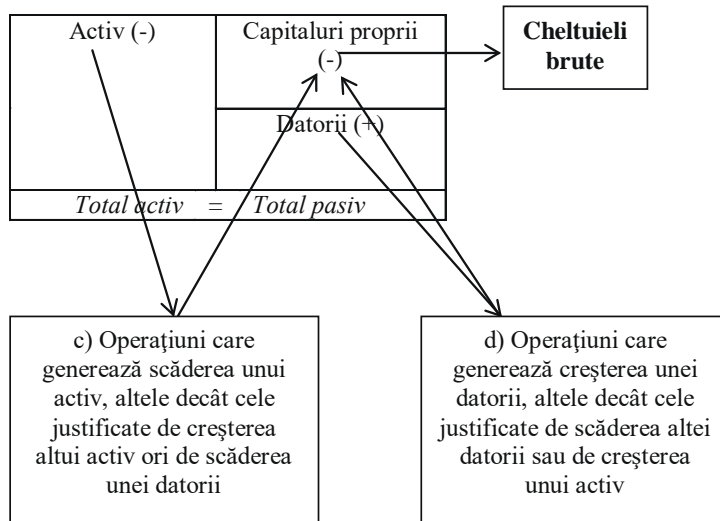 Activ (-)
Capitaluri proprii
(-)
Cheltuieli
brute
Datorii (+)
Total activ = Total pasiv
c) Operaţiuni care
generează scăderea unui
activ, altele decât cele
justificate de creşterea
altui activ ori de scăderea
unei datorii
d) Operaţiuni care
generează creşterea unei
datorii, altele decât cele
justificate de scăderea altei
datorii sau de creşterea
unui activ